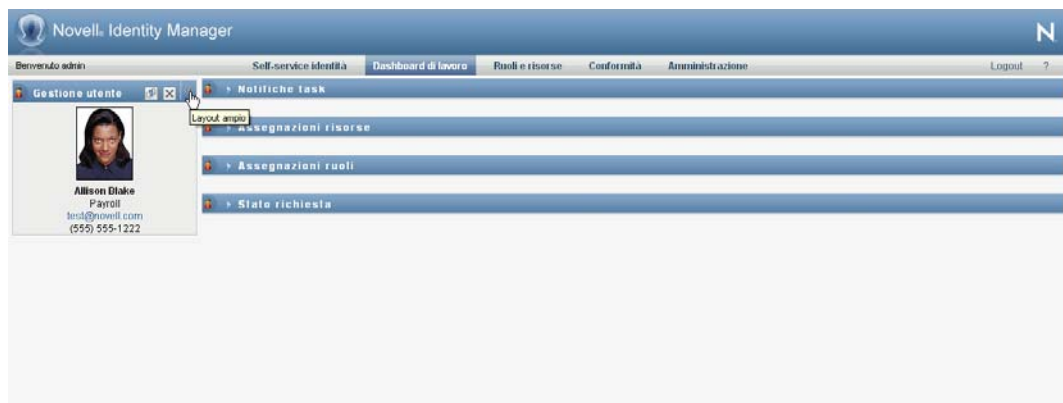 Novell® Identity Manager
N
Benvenuto admin
Self-service identità
Dashboard di lavoro
Ruoli e risorse
Conformità
Amministrazione
Logout
?
Gestione utente
Notifiche task
Layout ampio
Assegnazioni risorse
Assegnazioni ruoli
Stato richiesta
Allison Blake
Payroll
test@novell.com
(555) 555-1222